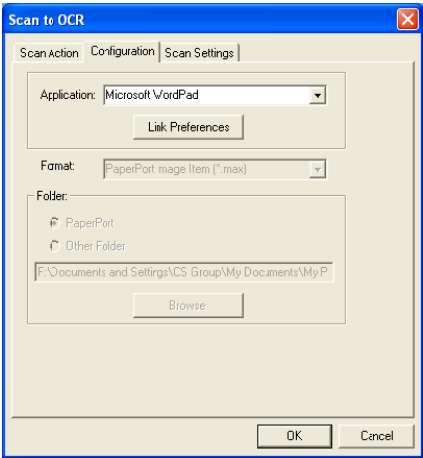 Scan to OCR
Scan Action Configuration Scan Settings
Application: Microsoft WordPad
Link Preferences
Format: PaperPort mage Item (*.max)
Folder:
PaperPort
Other Folder
F:\Documents and Settings\CS Group\My Documents\My P
Browse
OK Cancel